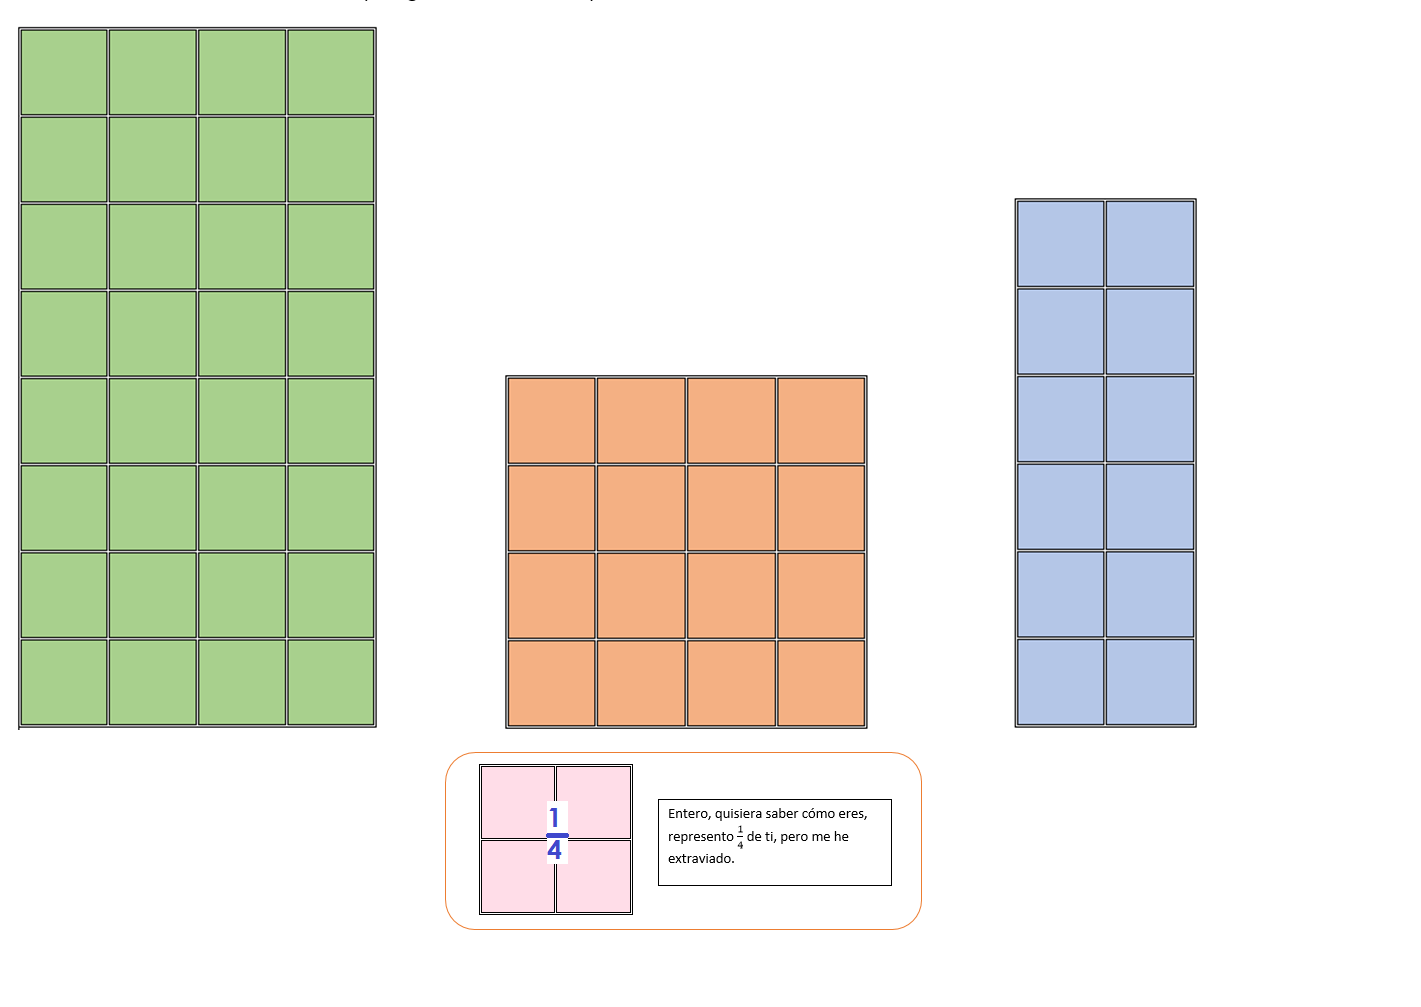 1
4
Entero, quisiera saber cómo eres,
represento 1/4 de ti, pero me he
extraviado.